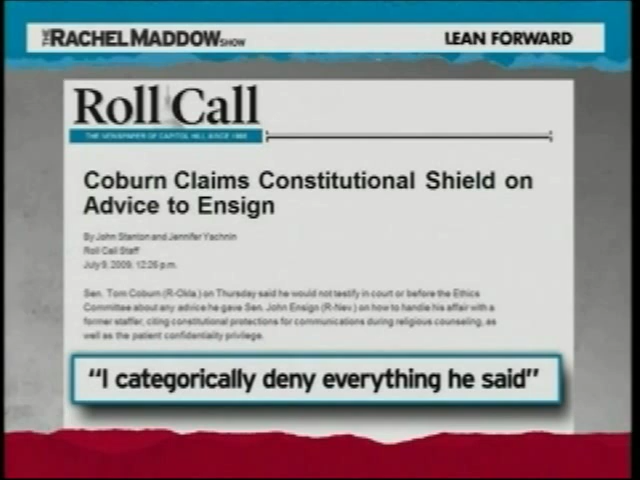 THE RACHEL MADDOW SHOW
LEAN FORWARD
Roll Call
THE NEWSPAPER OF CAPITOL HILL SINCE 1955
Coburn Claims Constitutional Shield on
Advice to Ensign
By John Stanton and Jennifer Yachnin
Roll Call Staff
July 9, 2009, 12:26 p.m.
Sen. Tom Coburn (R-Okla.) on Thursday said he would not testify in court or before the Ethics
Committee about any advice he gave Sen. John Ensign (R-Nev.) on how to handle his affair with a
former staffer, citing constitutional protections for communications during religious counseling, as
well as the patient confidentiality privilege.
“I categorically deny everything he said”